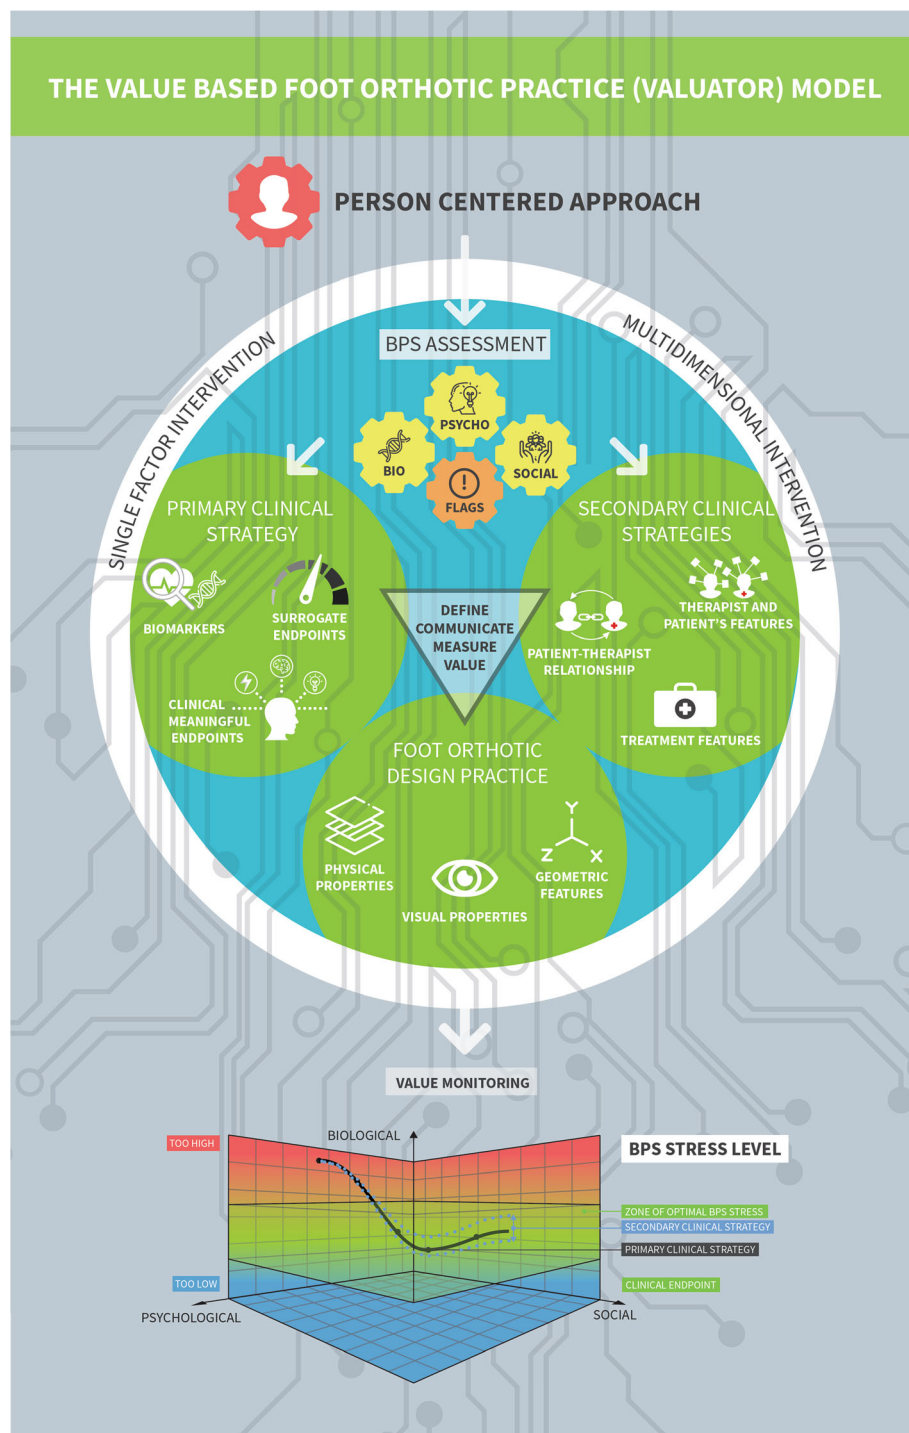 THE VALUE BASED FOOT ORTHOTIC PRACTICE (VALUATOR) MODEL
PERSON CENTERED APPROACH
SINGLE FACTOR INTERVENTION
MULTIDIMENSIONAL INTERVENTION
BPS ASSESSMENT
PSYCHO
BIO
SOCIAL
FLAGS
PRIMARY CLINICAL
STRATEGY
BIOMARKERS
SURROGATE
ENDPOINTS
CLINICAL
MEANINGFUL
ENDPOINTS
SECONDARY CLINICAL
STRATEGIES
THERAPIST AND
PATIENT'S FEATURES
PATIENT-THERAPIST
RELATIONSHIP
TREATMENT FEATURES
DEFINE
COMMUNICATE
MEASURE
VALUE
FOOT ORTHOTIC
DESIGN PRACTICE
PHYSICAL
PROPERTIES
VISUAL PROPERTIES
Y
Z
X
GEOMETRIC
FEATURES
VALUE MONITORING
TOO HIGH
BIOLOGICAL
BPS STRESS LEVEL
ZONE OF OPTIMAL BPS STRESS
SECONDARY CLINICAL STRATEGY
PRIMARY CLINICAL STRATEGY
TOO LOW
CLINICAL ENDPOINT
PSYCHOLOGICAL
SOCIAL